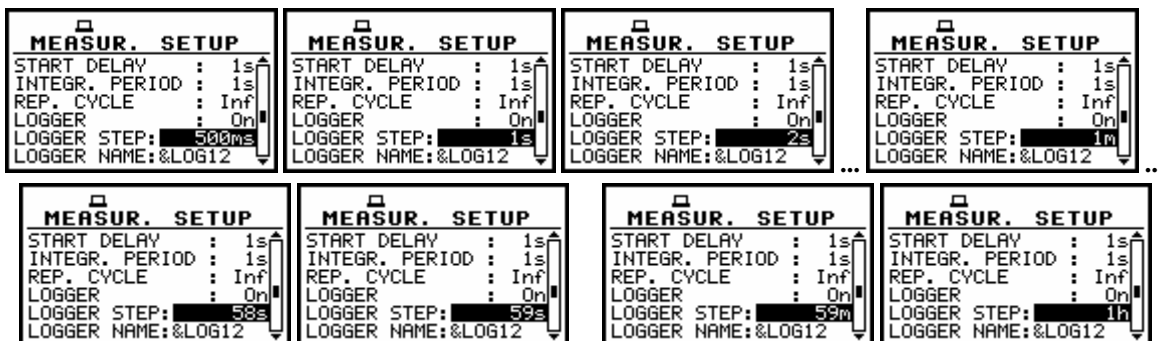 MEASUR. SETUP
START DELAY : 1s
INTEGR. PERIOD : 1s
REP. CYCLE : Inf
LOGGER : On
LOGGER STEP: 500ms
LOGGER NAME:&LOG12
MEASUR. SETUP
START DELAY : 1s
INTEGR. PERIOD : 1s
REP. CYCLE : Inf
LOGGER : On
LOGGER STEP: 1s
LOGGER NAME:&LOG12
MEASUR. SETUP
START DELAY : 1s
INTEGR. PERIOD : 1s
REP. CYCLE : Inf
LOGGER : On
LOGGER STEP: 2s
LOGGER NAME:&LOG12
...
MEASUR. SETUP
START DELAY : 1s
INTEGR. PERIOD : 1s
REP. CYCLE : Inf
LOGGER : On
LOGGER STEP: 1m
LOGGER NAME:&LOG12
..
MEASUR. SETUP
START DELAY : 1s
INTEGR. PERIOD : 1s
REP. CYCLE : Inf
LOGGER : On
LOGGER STEP: 58s
LOGGER NAME:&LOG12
MEASUR. SETUP
START DELAY : 1s
INTEGR. PERIOD : 1s
REP. CYCLE : Inf
LOGGER : On
LOGGER STEP: 59s
LOGGER NAME:&LOG12
MEASUR. SETUP
START DELAY : 1s
INTEGR. PERIOD : 1s
REP. CYCLE : Inf
LOGGER : On
LOGGER STEP: 59m
LOGGER NAME:&LOG12
MEASUR. SETUP
START DELAY : 1s
INTEGR. PERIOD : 1s
REP. CYCLE : Inf
LOGGER : On
LOGGER STEP: 1h
LOGGER NAME:&LOG12